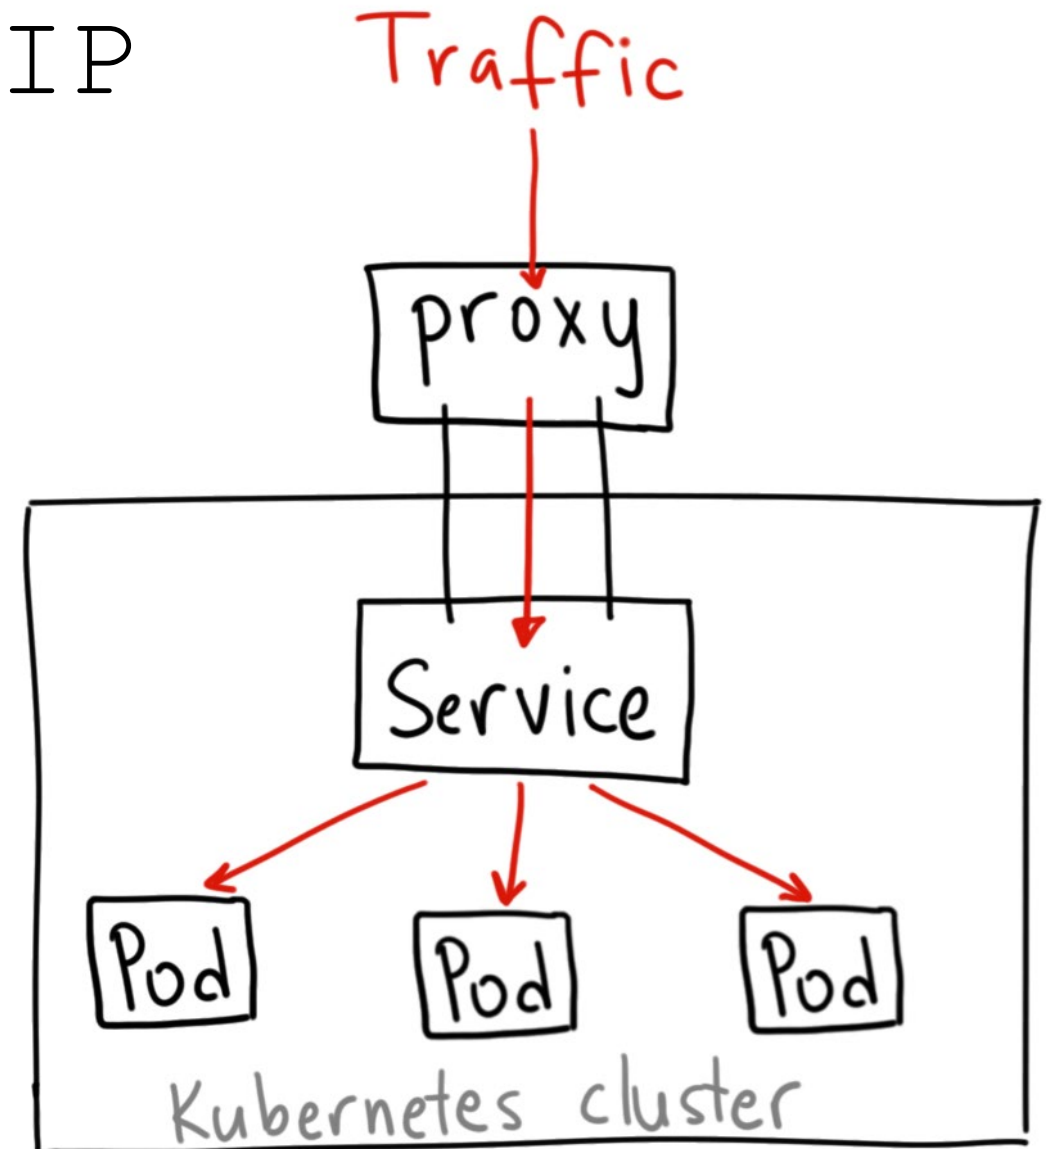 IP
Traffic
proxy
Service
Pod
Pod
Pod
Kubernetes cluster